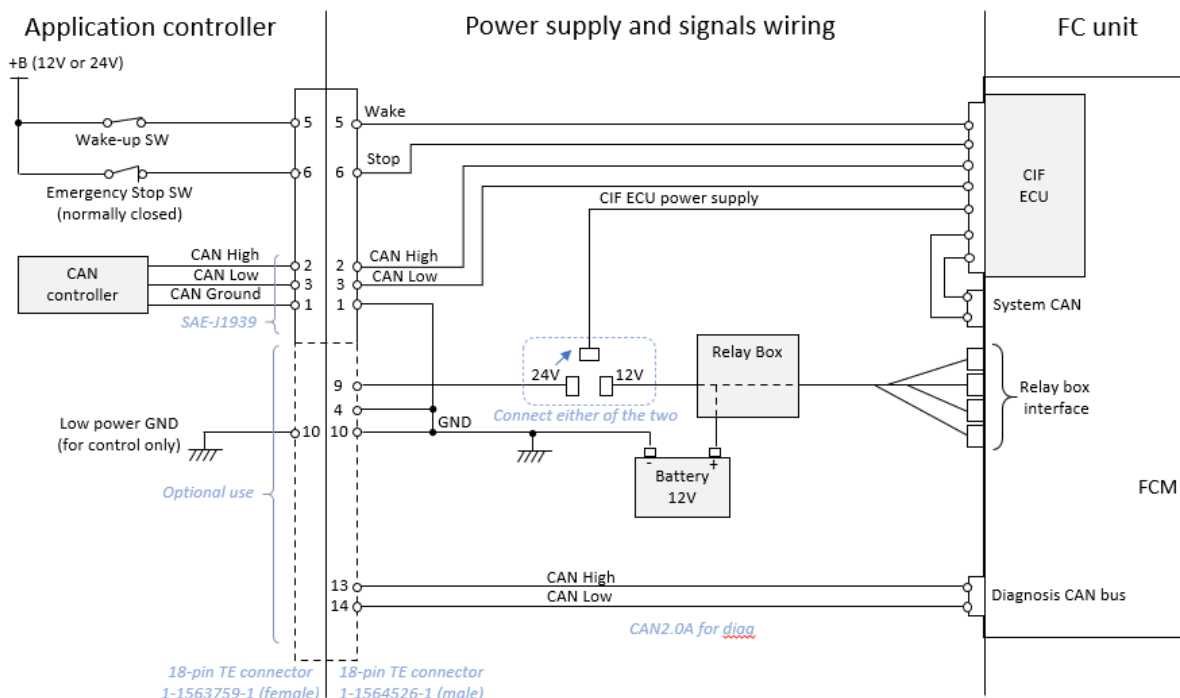 Application controller
Power supply and signals wiring
FC unit
+B (12V or 24V)
5
5
Wake
Wake-up SW
6
6
Stop
Emergency Stop SW
(normally closed)
CIF
ECU
CIF ECU power supply
CAN
controller
CAN High
CAN Low
CAN Ground
2
3
1
2
3
1
CAN High
CAN Low
SAE-J1939
System CAN
24V
12V
Connect either of the two
Relay Box
Relay box
interface
9
4
10
10
GND
Low power GND
(for control only)
-
+
Battery
12V
Optional use
FCM
13
14
CAN High
CAN Low
Diagnosis CAN bus
CAN2.0A for diag
18-pin TE connector
1-1563759-1 (female)
18-pin TE connector
1-1564526-1 (male)